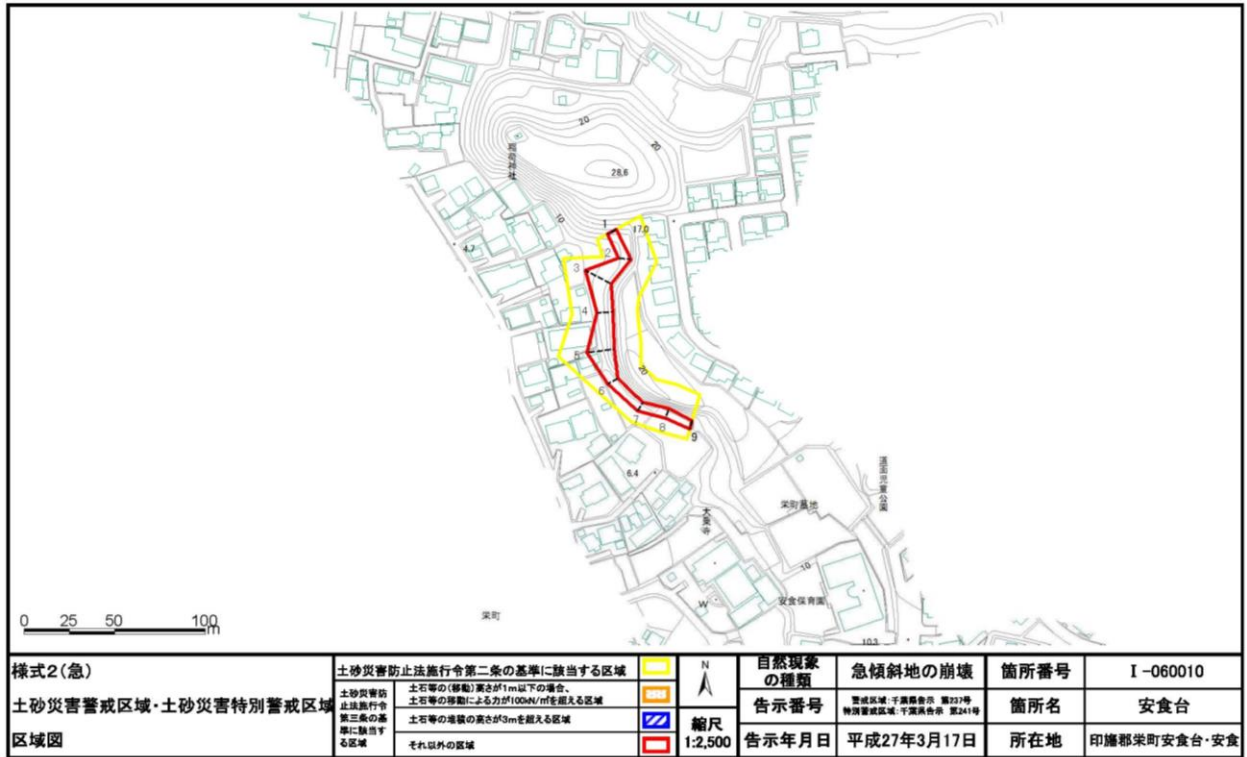 20
20
28.6
稲荷神社
10
4.7
1
17.0
2
3
4
5
20
6
7
8
9
6.4
道面児童公園
栄町墓地
大乗寺
10
安食保育園
W
栄町
10.3
0 25 50 100m
様式2(急)
土砂災害警戒区域・土砂災害特別警戒区域
区域図
土砂災害防止法施行令第二条の基準に該当する区域
土砂災害防
止法施行令
第三条の基
準に該当す
る区域
土石等の(移動)高さが1m以下の場合、
土石等の移動による力が100kN/㎡を超える区域
土石等の堆積の高さが3mを超える区域
それ以外の区域
N
縮尺
1:2,500
自然現象
の種類
急傾斜地の崩壊
箇所番号
Ⅰ-060010
告示番号
警戒区域:千葉県告示 第237号
特別警戒区域:千葉県告示 第241号
箇所名
安食台
告示年月日
平成27年3月17日
所在地
印旛郡栄町安食台・安食